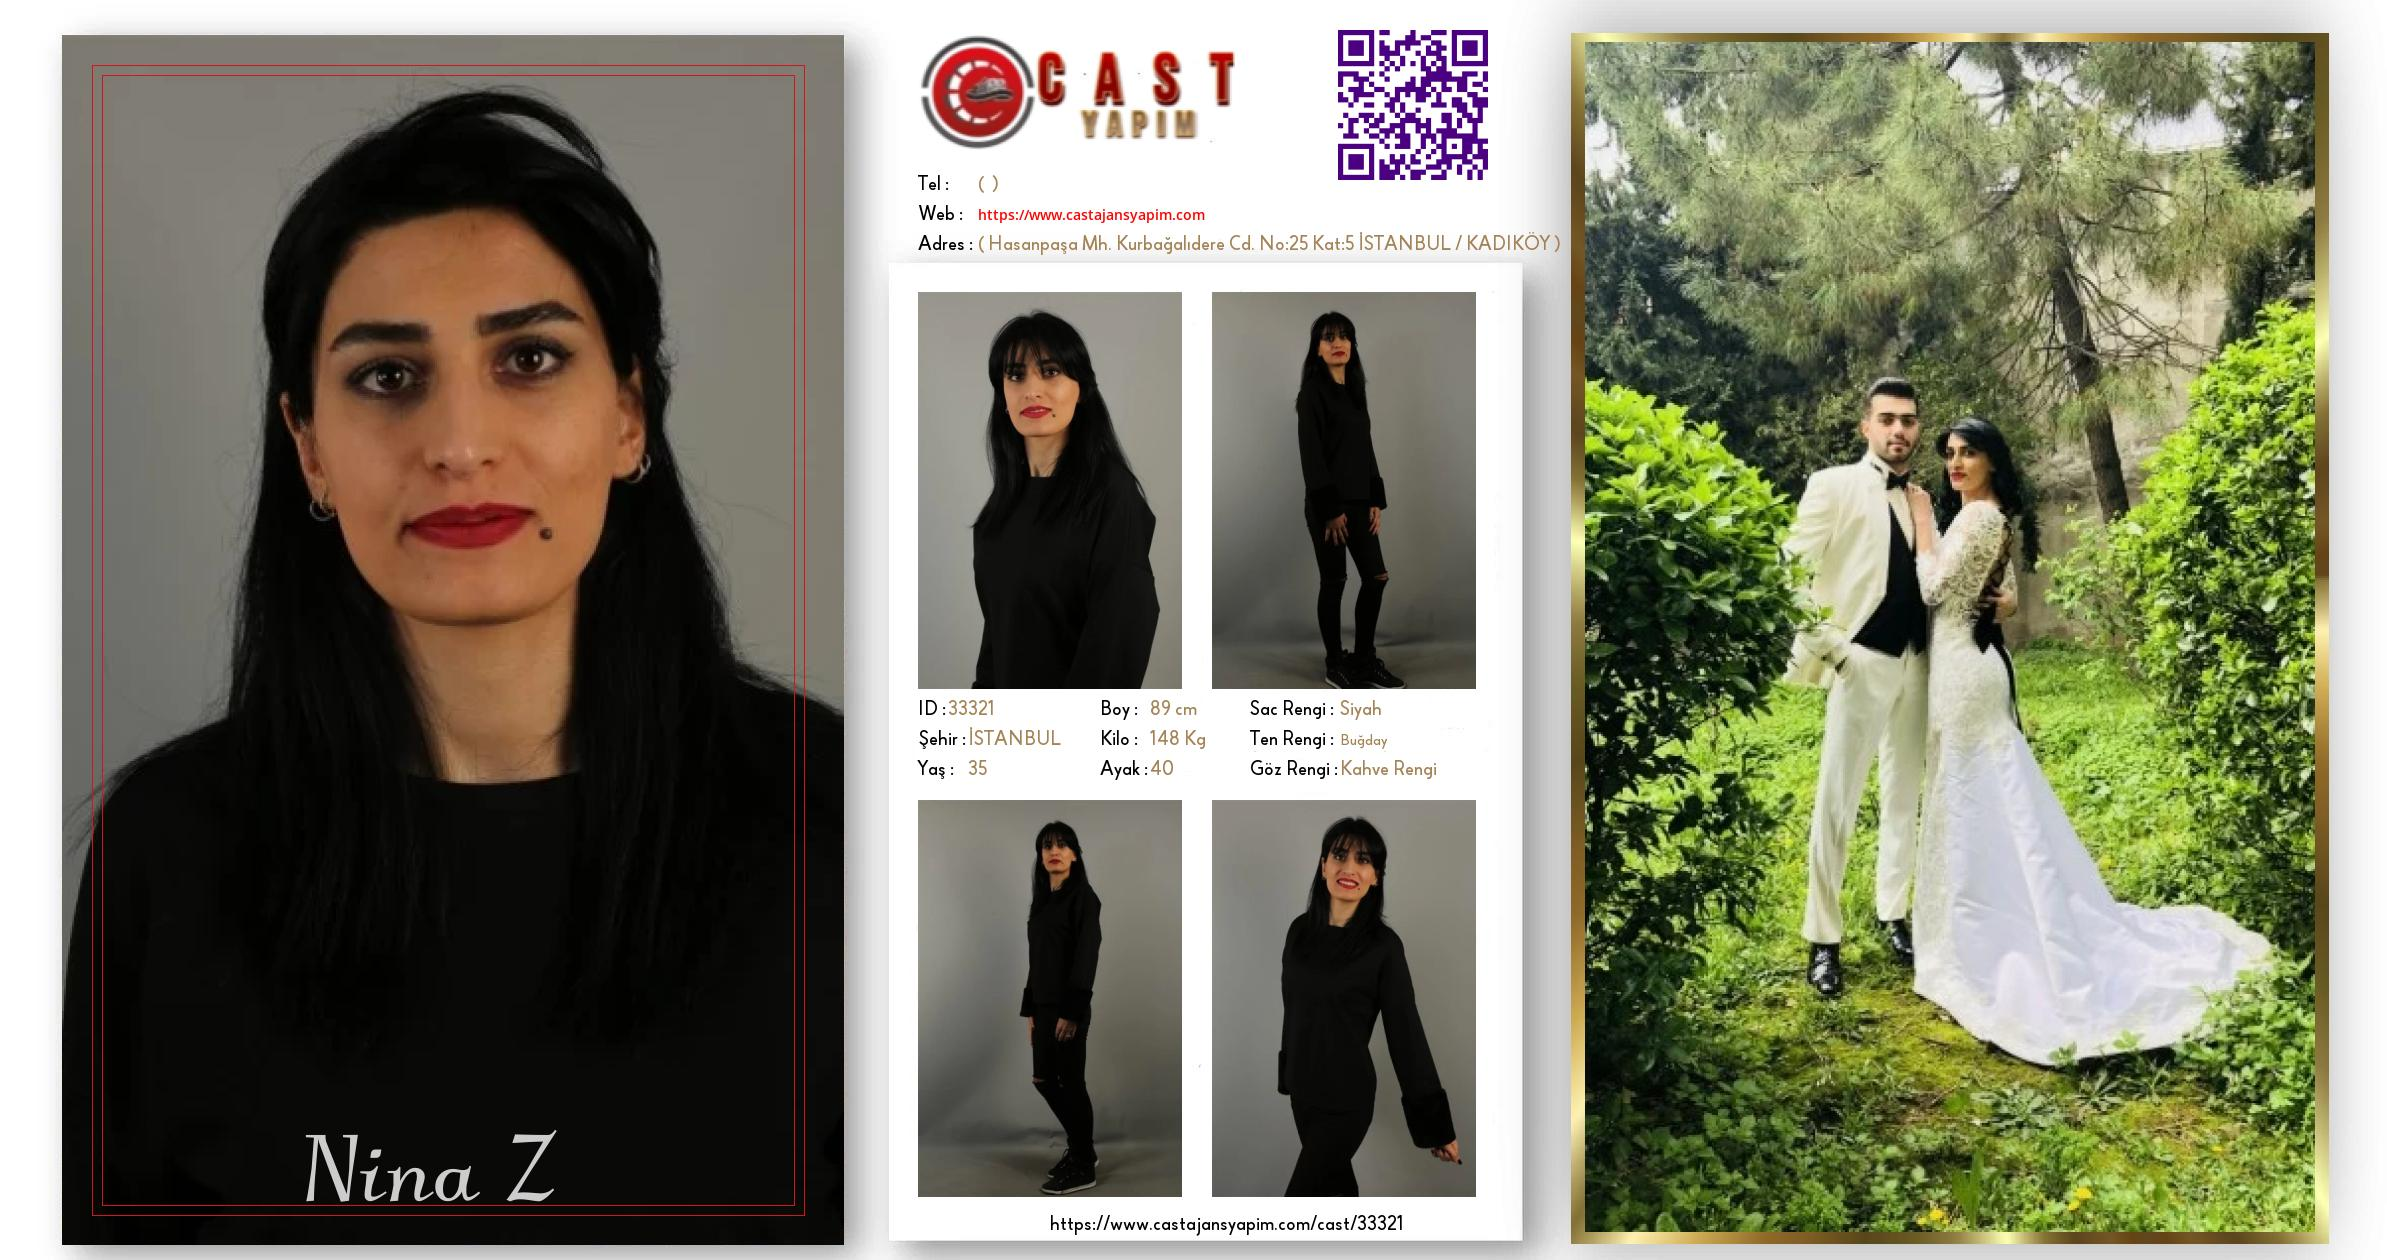 Nina Z
CAST
YAPIM
Tel : ( )
Web : https://www.castajansyapim.com
Adres : ( Hasanpaşa Mh. Kurbağalıdere Cd. No:25 Kat:5 İSTANBUL / KADIKÖY )
ID : 33321 Boy : 89 cm Sac Rengi : Siyah
Şehir : İSTANBUL Kilo : 148 Kg Ten Rengi : Buğday
Yaş : 35 Ayak : 40 Göz Rengi : Kahve Rengi
https://www.castajansyapim.com/cast/33321